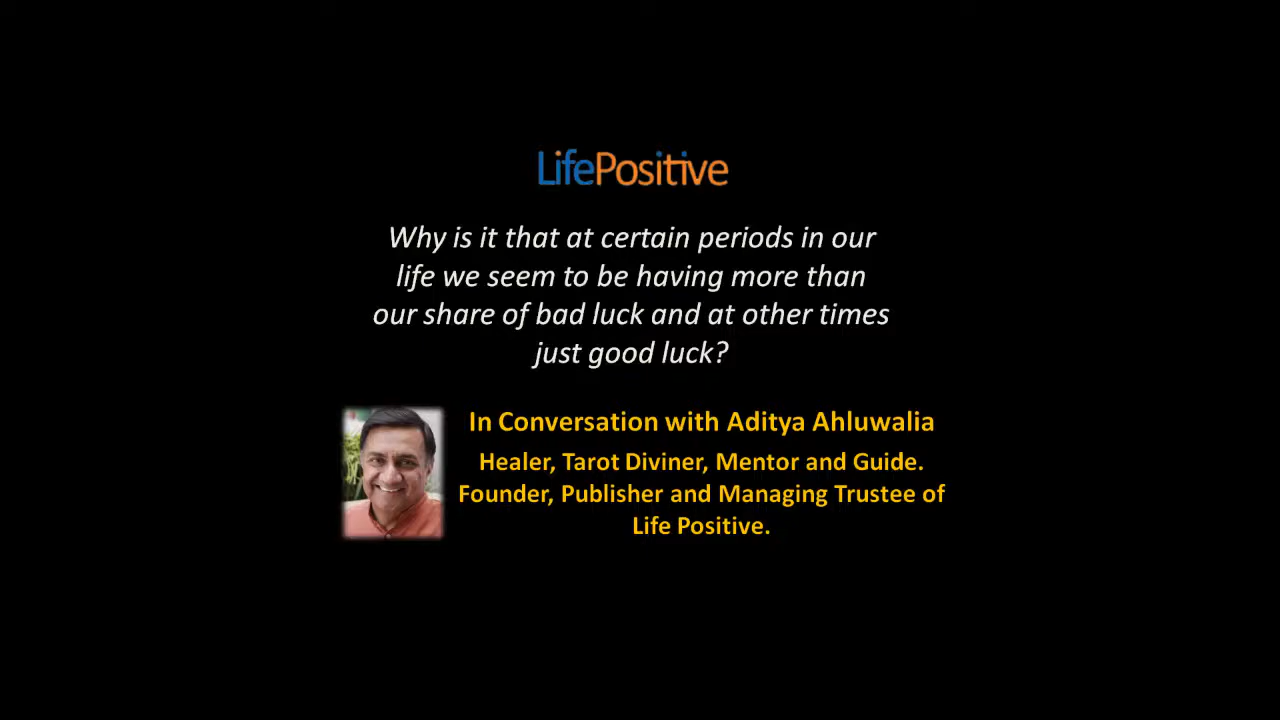 LifePositive
Why is it that at certain periods in our
life we seem to be having more than
our share of bad luck and at other times
just good luck?
In Conversation with Aditya Ahluwalia
Healer, Tarot Diviner, Mentor and Guide.
Founder, Publisher and Managing Trustee of
Life Positive.